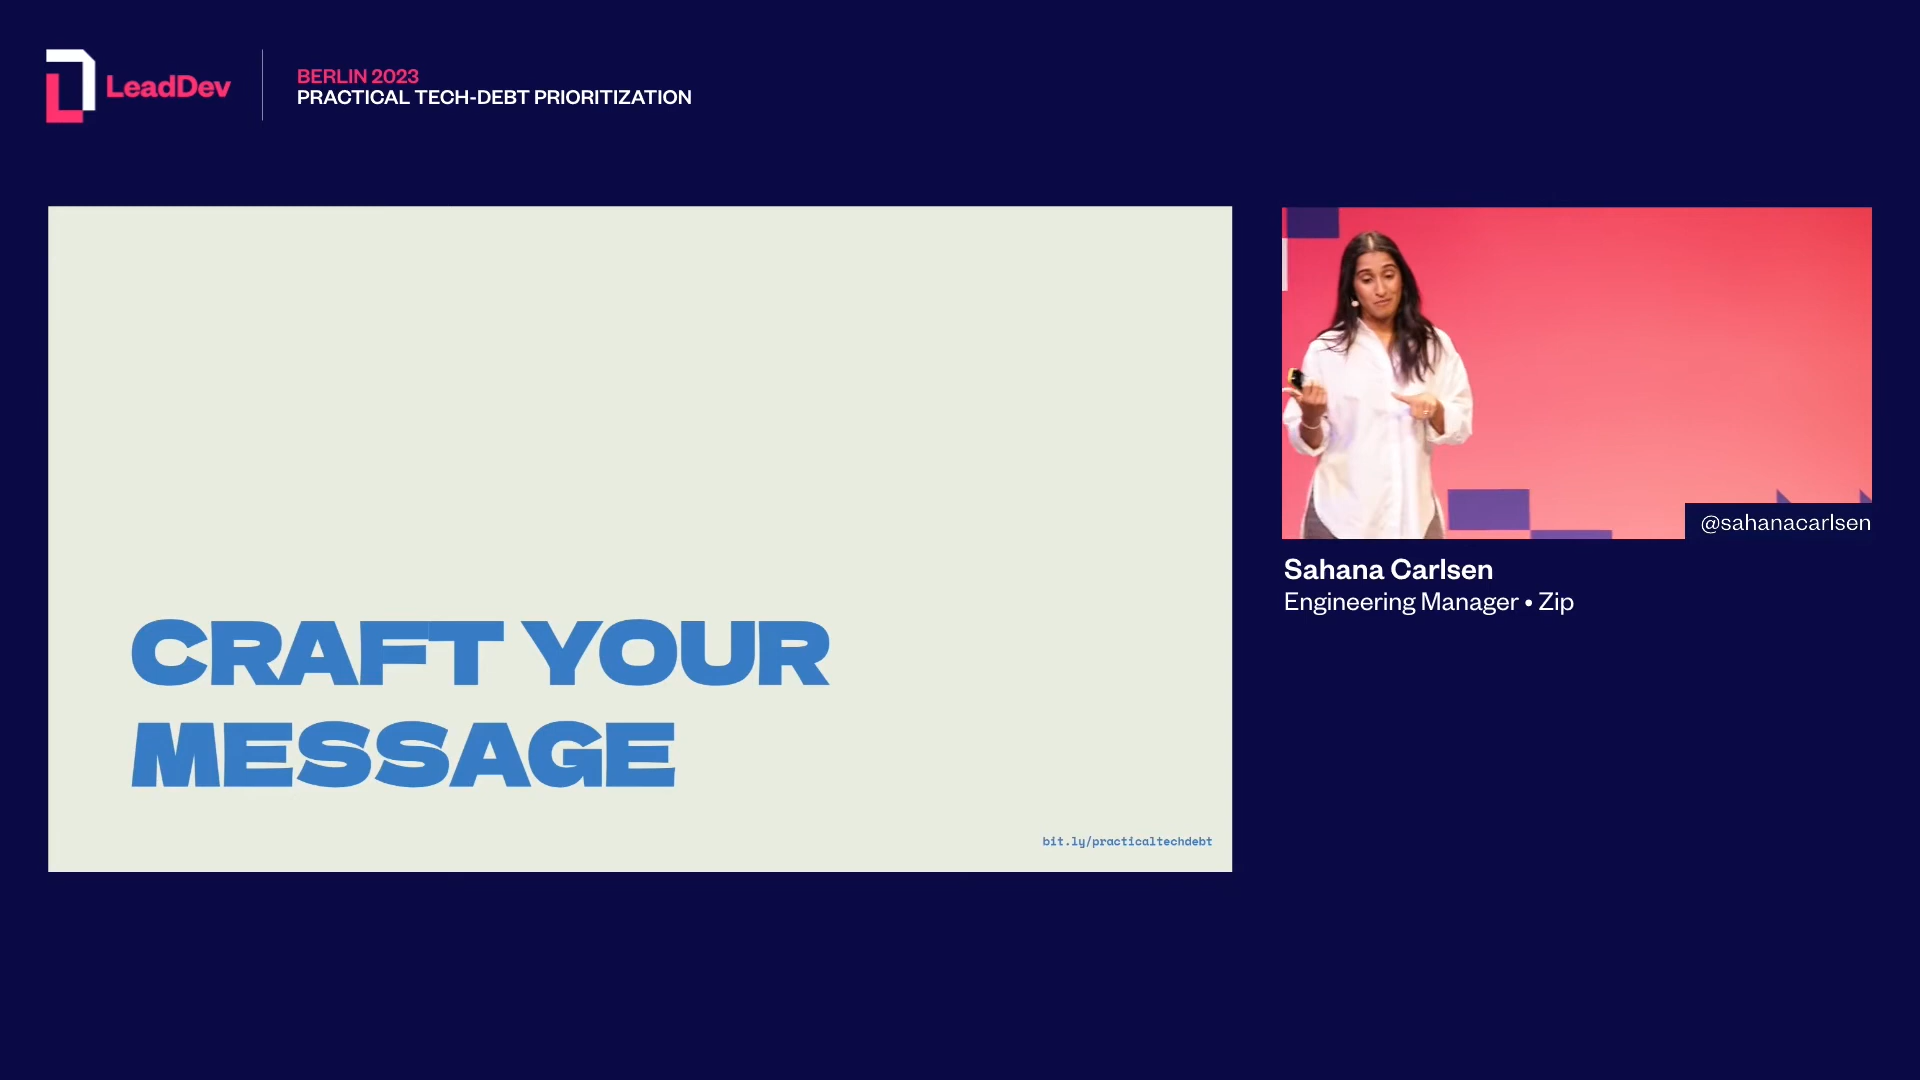 LeadDev
BERLIN 2023
PRACTICAL TECH-DEBT PRIORITIZATION
CRAFT YOUR
MESSAGE
bit.ly/practicaltechdebt
@sahanacarlsen
Sahana Carlsen
Engineering Manager • Zip